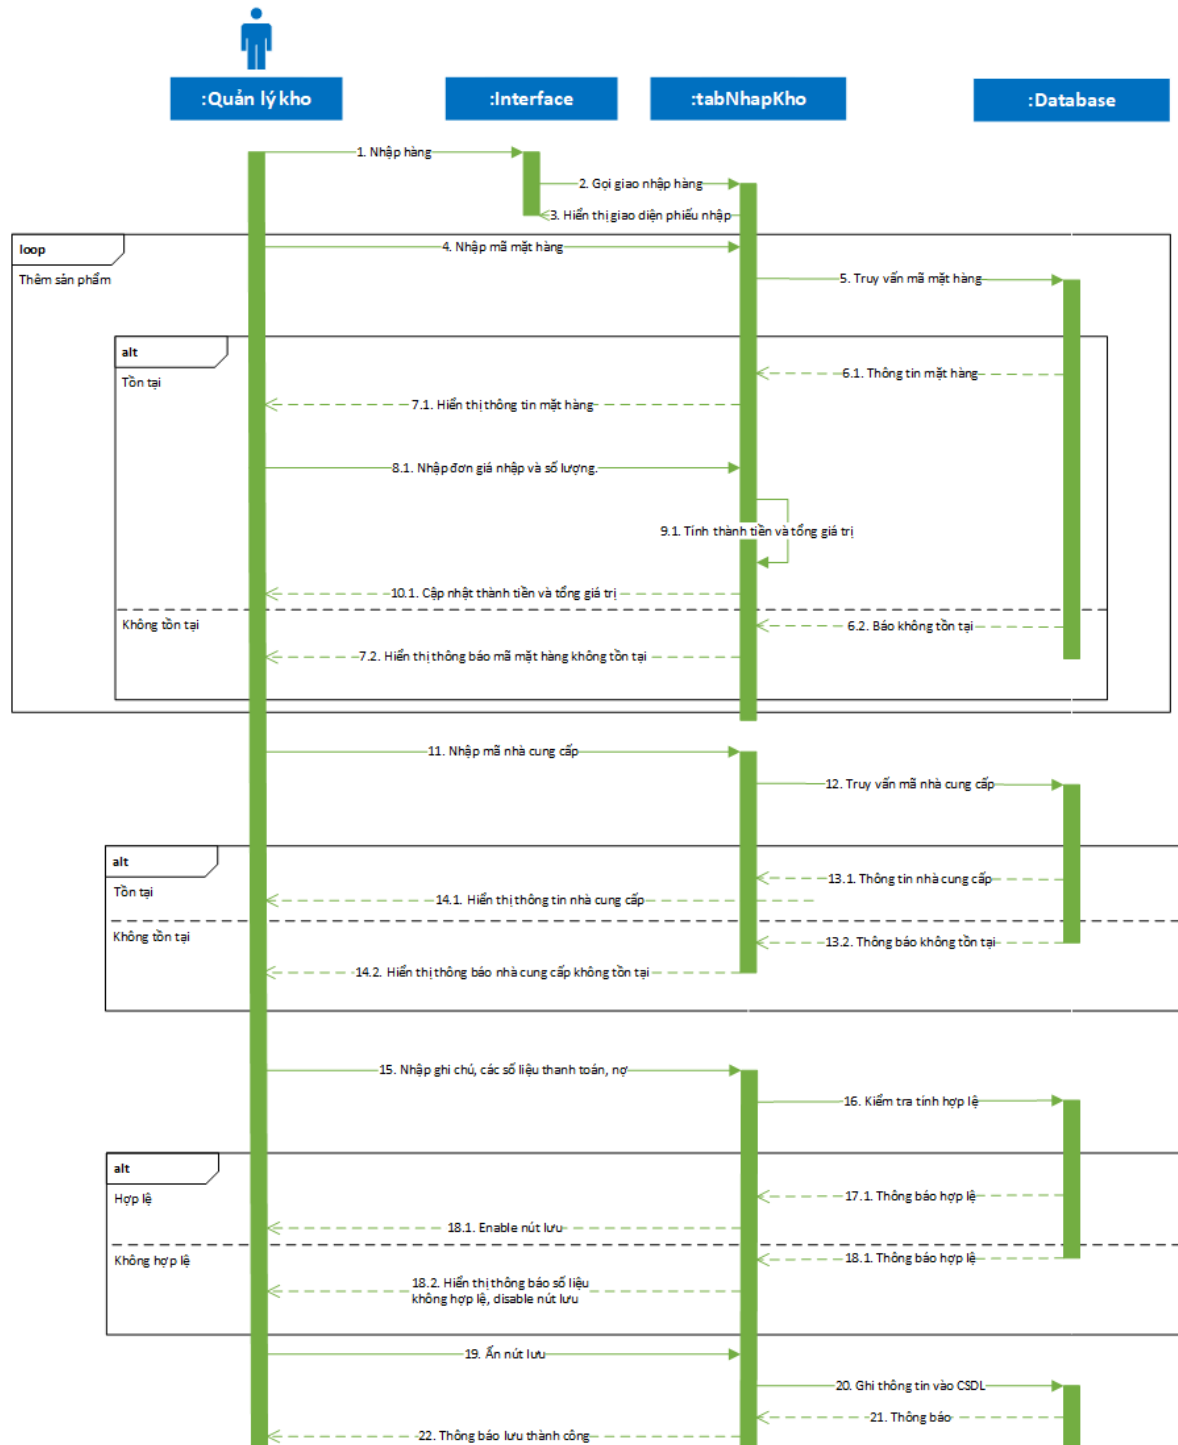 :Quản lý kho
:Interface
:tabNhapKho
:Database
1. Nhập hàng
2. Gọi giao nhập hàng
3. Hiển thị giao diện phiếu nhập
loop
4. Nhập mã mặt hàng
Thêm sản phẩm
5. Truy vấn mã mặt hàng
alt
Tồn tại
6.1. Thông tin mặt hàng
7.1. Hiển thị thông tin mặt hàng
8.1. Nhập đơn giá nhập và số lượng.
9.1. Tính thành tiền và tổng giá trị
10.1. Cập nhật thành tiền và tổng giá trị
Không tồn tại
6.2. Báo không tồn tại
7.2. Hiển thị thông báo mã mặt hàng không tồn tại
11. Nhập mã nhà cung cấp
12. Truy vấn mã nhà cung cấp
alt
Tồn tại
13.1. Thông tin nhà cung cấp
14.1. Hiển thị thông tin nhà cung cấp
Không tồn tại
13.2. Thông báo không tồn tại
14.2. Hiển thị thông báo nhà cung cấp không tồn tại
15. Nhập ghi chú, các số liệu thanh toán, nợ
16. Kiểm tra tính hợp lệ
alt
Hợp lệ
17.1. Thông báo hợp lệ
18.1. Enable nút lưu
Không hợp lệ
18.1. Thông báo hợp lệ
18.2. Hiển thị thông báo số liệu
không hợp lệ, disable nút lưu
19. Ấn nút lưu
20. Ghi thông tin vào CSDL
21. Thông báo
22. Thông báo lưu thành công